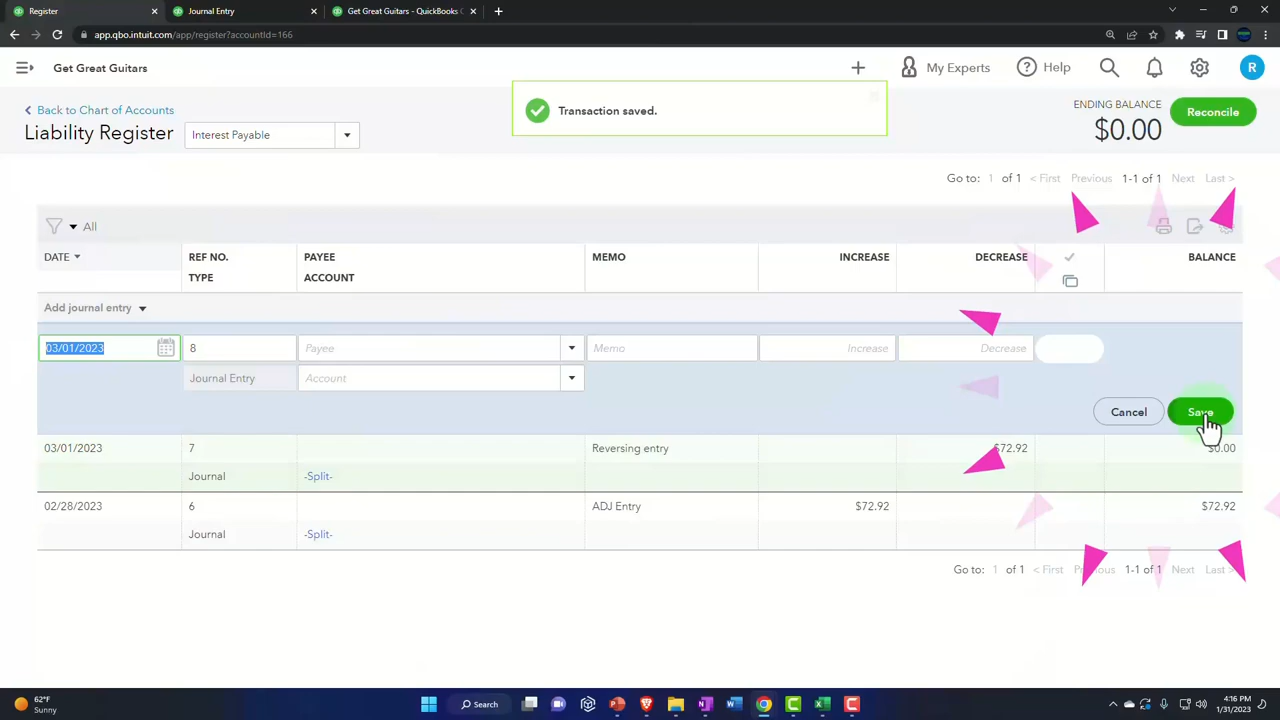 Register
Journal Entry
Get Great Guitars - QuickBooks C
qbo.intuit.com/app/register?accountId=166
Get Great Guitars
My Experts
Help
R
Transaction saved.
Back to Chart of Accounts
ENDING BALANCE
Liability Register
Interest Payable
$0.00
Reconcile
Go to: 1 of 1 < First Previous 1-1 of 1 Next Last >
All
DATE REF NO. PAYEE MEMO INCREASE DECREASE BALANCE
TYPE ACCOUNT
Add journal entry
03/01/2023 8 Payee Memo Increase Decrease
Journal Entry Account
Cancel Save
03/01/2023 7 Reversing entry $72.92 $0.00
Journal -Split-
02/28/2023 6 ADJ Entry $72.92 $72.92
Journal -Split-
Go to: 1 of 1 < First Previous 1-1 of 1 Next Last >
62°F
Sunny
Search
4:16 PM
1/31/2023